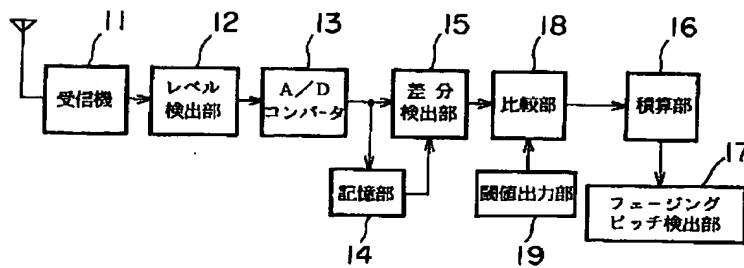 11
12
13
15
18
16
受信機
レベル
検出部
A/D
コンバータ
差分
検出部
比較部
積算部
記憶部
14
閾値出力部
19
17
フェージング
ピッチ検出部